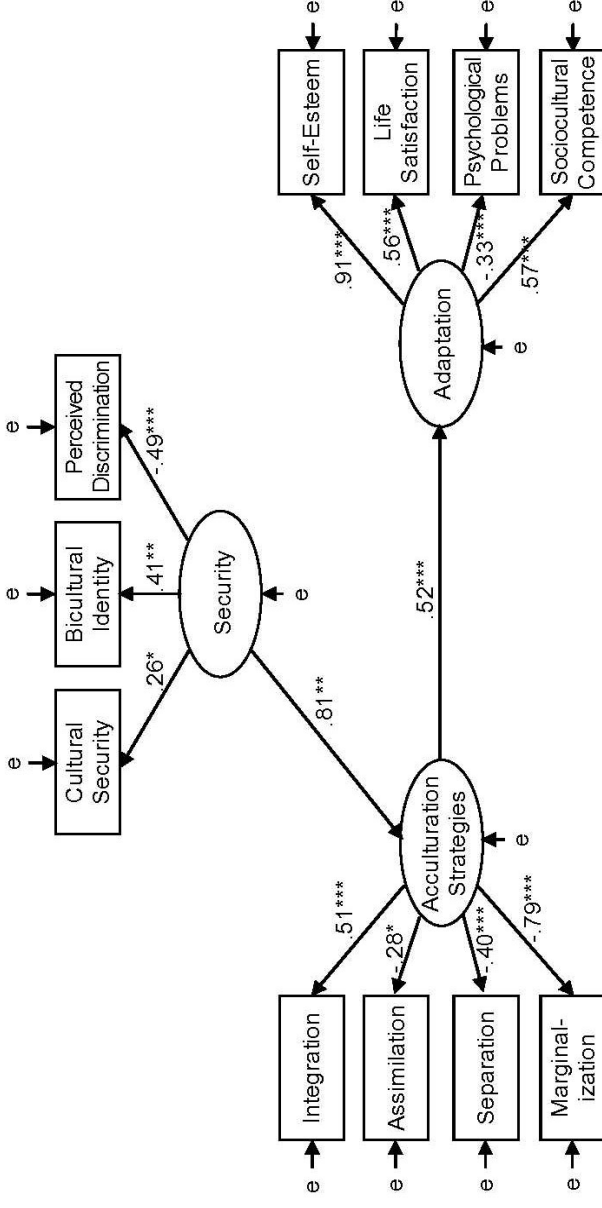 e
e
e
Cultural
Security
Bicultural
Identity
Perceived
Discrimination
.26*
.41**
-.49***
Security
e
.81**
e
Integration
.51***
e
Assimilation
-.28*
e
Separation
-.40***
e
Marginal-
ization
-.79***
Acculturation
Strategies
e
.52***
Adaptation
e
.91***
Self-Esteem
e
.56***
Life
Satisfaction
e
-.33***
Psychological
Problems
e
.57***
Sociocultural
Competence
e